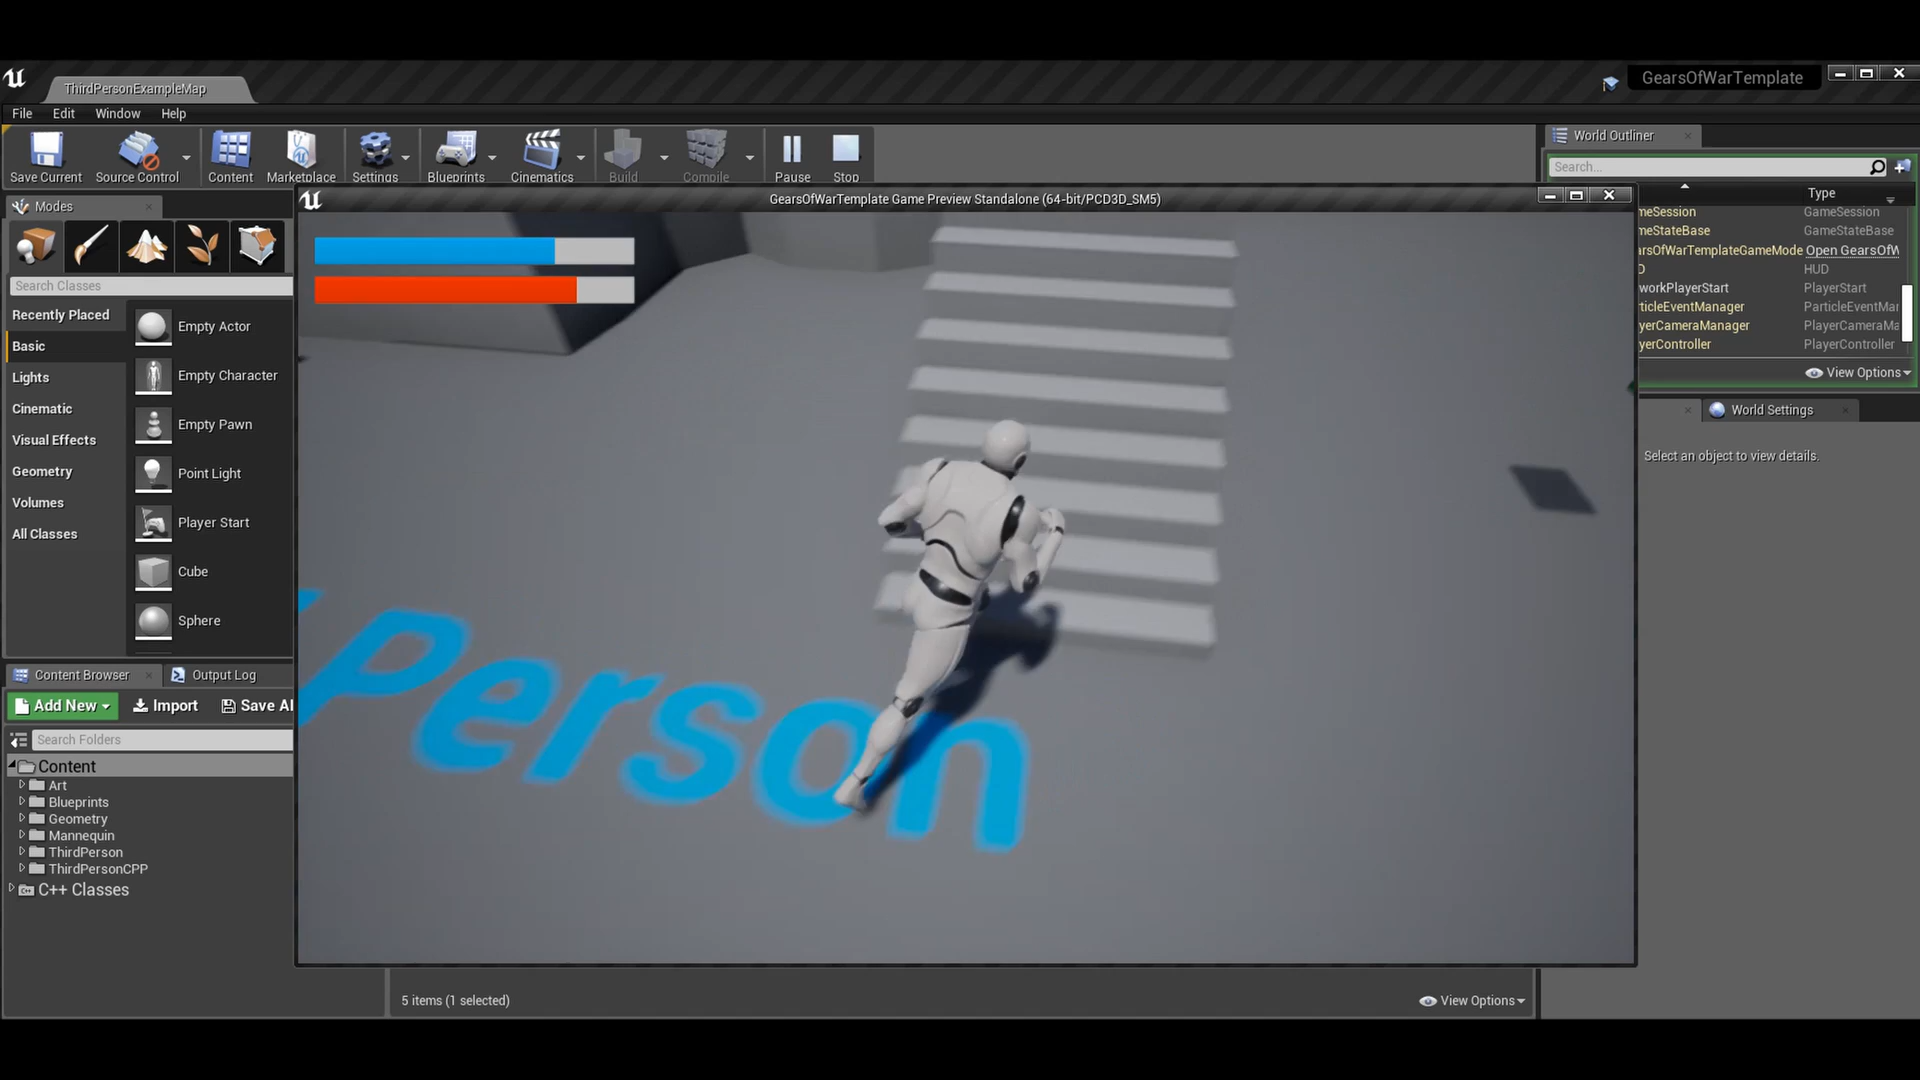 ThirdPersonExampleMap
GearsOfWarTemplate
File Edit Window Help
Save Current Source Control Content Marketplace Settings Blueprints Cinematics Build Compile Pause Stop
World Outliner
Search...
Type
Modes
GearsOfWarTemplate Game Preview Standalone (64-bit/PCD3D_SM5)
meSession GameSession
meStateBase GameStateBase
arsOfWarTemplateGameMode Open GearsOfW
D HUD
workPlayerStart PlayerStart
rticleEventManager ParticleEventMar
yerCameraManager PlayerCameraMa
yerController PlayerController
View Options
World Settings
Select an object to view details.
Search Classes
Recently Placed
Basic
Lights
Cinematic
Visual Effects
Geometry
Volumes
All Classes
Empty Actor
Empty Character
Empty Pawn
Point Light
Player Start
Cube
Sphere
Person
Content Browser Output Log
Add New Import Save Al
Search Folders
Content
Art
Blueprints
Geometry
Mannequin
ThirdPerson
ThirdPersonCPP
C++ Classes
5 items (1 selected)
View Options